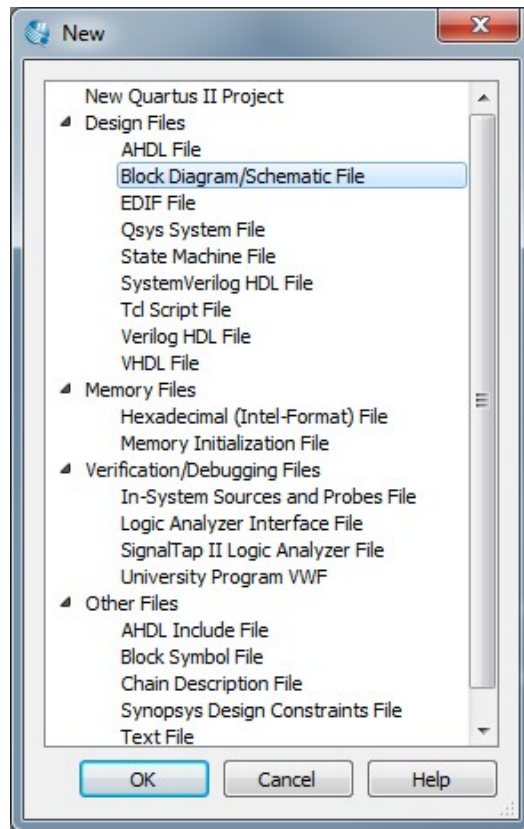 New
New Quartus II Project
Design Files
AHDL File
Block Diagram/Schematic File
EDIF File
Qsys System File
State Machine File
SystemVerilog HDL File
Tcl Script File
Verilog HDL File
VHDL File
Memory Files
Hexadecimal (Intel-Format) File
Memory Initialization File
Verification/Debugging Files
In-System Sources and Probes File
Logic Analyzer Interface File
SignalTap II Logic Analyzer File
University Program VWF
Other Files
AHDL Include File
Block Symbol File
Chain Description File
Synopsys Design Constraints File
Text File
OK Cancel Help